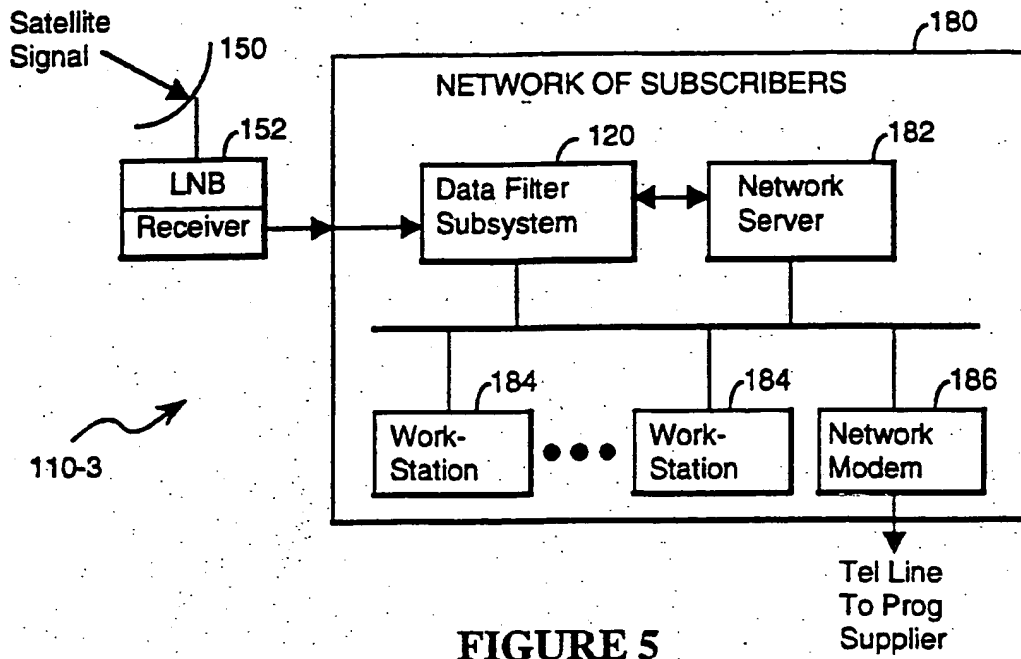 Satellite
Signal
150
180
NETWORK OF SUBSCRIBERS
152
LNB
Receiver
120
Data Filter
Subsystem
182
Network
Server
184
Work-
Station
184
Work-
Station
186
Network
Modem
110-3
Tel Line
To Prog
Supplier
FIGURE 5